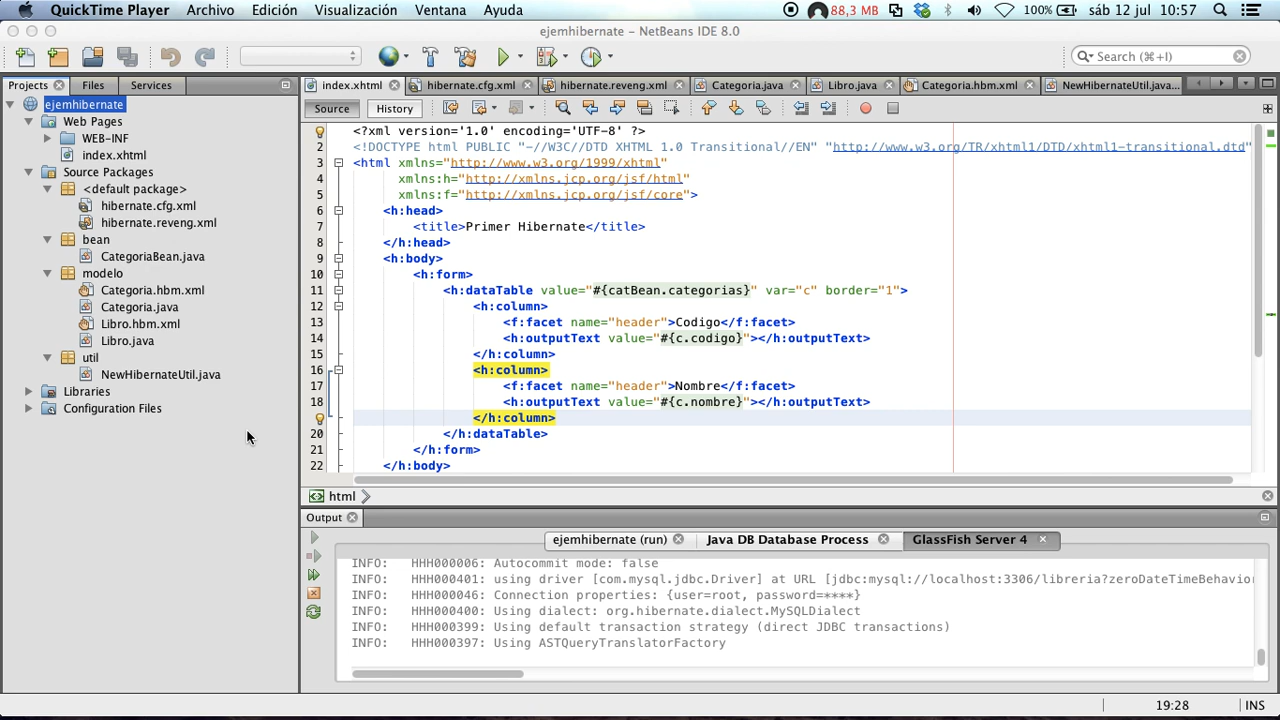 QuickTime Player Archivo Edición Visualización Ventana Ayuda 88,3 MB 100% sáb 12 jul 10:57
ejemhibernate – NetBeans IDE 8.0
Search (⌘+I)
Projects Files Services
index.xhtml hibernate.cfg.xml hibernate.reveng.xml Categoria.java Libro.java Categoria.hbm.xml NewHibernateUtil.java...
Source History
ejemhibernate
Web Pages
WEB-INF
index.xhtml
Source Packages
<default package>
hibernate.cfg.xml
hibernate.reveng.xml
bean
CategoriaBean.java
modelo
Categoria.hbm.xml
Categoria.java
Libro.hbm.xml
Libro.java
util
NewHibernateUtil.java
Libraries
Configuration Files
<?xml version='1.0' encoding='UTF-8' ?>
2 <!DOCTYPE html PUBLIC "-//W3C//DTD XHTML 1.0 Transitional//EN" "http://www.w3.org/TR/xhtml1/DTD/xhtml1-transitional.dtd"
3 <html xmlns="http://www.w3.org/1999/xhtml"
4 xmlns:h="http://xmlns.jcp.org/jsf/html"
5 xmlns:f="http://xmlns.jcp.org/jsf/core">
6 <h:head>
7 <title>Primer Hibernate</title>
8 </h:head>
9 <h:body>
10 <h:form>
11 <h:dataTable value="#{catBean.categorias}" var="c" border="1">
12 <h:column>
13 <f:facet name="header">Codigo</f:facet>
14 <h:outputText value="#{c.codigo}"></h:outputText>
15 </h:column>
16 <h:column>
17 <f:facet name="header">Nombre</f:facet>
18 <h:outputText value="#{c.nombre}"></h:outputText>
</h:column>
20 </h:dataTable>
21 </h:form>
22 </h:body>
html
Output
ejemhibernate (run) Java DB Database Process GlassFish Server 4
INFO: HHH000006: Autocommit mode: false
INFO: HHH000401: using driver [com.mysql.jdbc.Driver] at URL [jdbc:mysql://localhost:3306/libreria?zeroDateTimeBehavior
INFO: HHH000046: Connection properties: {user=root, password=****}
INFO: HHH000400: Using dialect: org.hibernate.dialect.MySQLDialect
INFO: HHH000399: Using default transaction strategy (direct JDBC transactions)
INFO: HHH000397: Using ASTQueryTranslatorFactory
19:28 INS